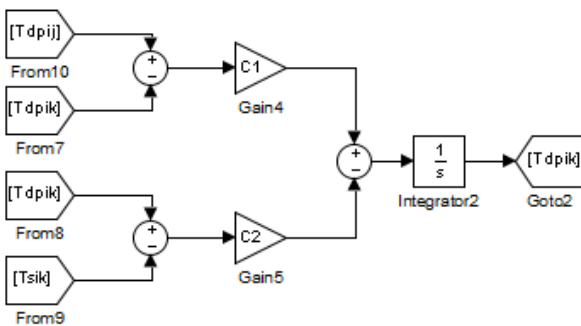 [Tdpij]
From10
+
−
[Tdpik]
From7
C1
Gain4
[Tdpik]
From8
+
−
[Tsik]
From9
C2
Gain5
+
−
1
s
Integrator2
[Tdpik]
Goto2